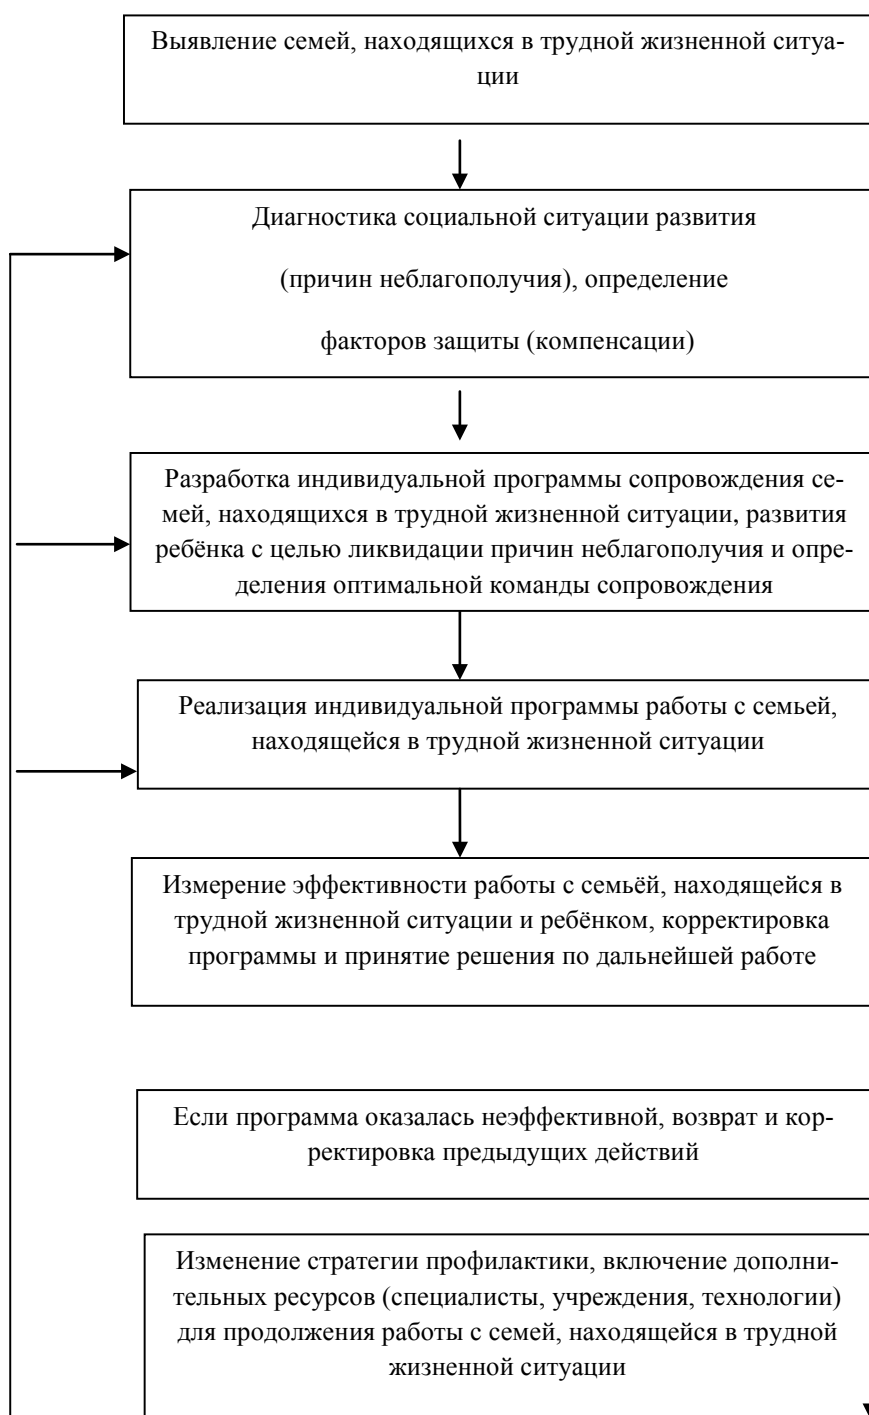 Выявление семей, находящихся в трудной жизненной ситуа-
ции
Диагностика социальной ситуации развития
(причин неблагополучия), определение
факторов защиты (компенсации)
Разработка индивидуальной программы сопровождения се-
мей, находящихся в трудной жизненной ситуации, развития
ребёнка с целью ликвидации причин неблагополучия и опре-
деления оптимальной команды сопровождения
Реализация индивидуальной программы работы с семьей,
находящейся в трудной жизненной ситуации
Измерение эффективности работы с семьёй, находящейся в
трудной жизненной ситуации и ребёнком, корректировка
программы и принятие решения по дальнейшей работе
Если программа оказалась неэффективной, возврат и кор-
ректировка предыдущих действий
Изменение стратегии профилактики, включение дополни-
тельных ресурсов (специалисты, учреждения, технологии)
для продолжения работы с семей, находящейся в трудной
жизненной ситуации